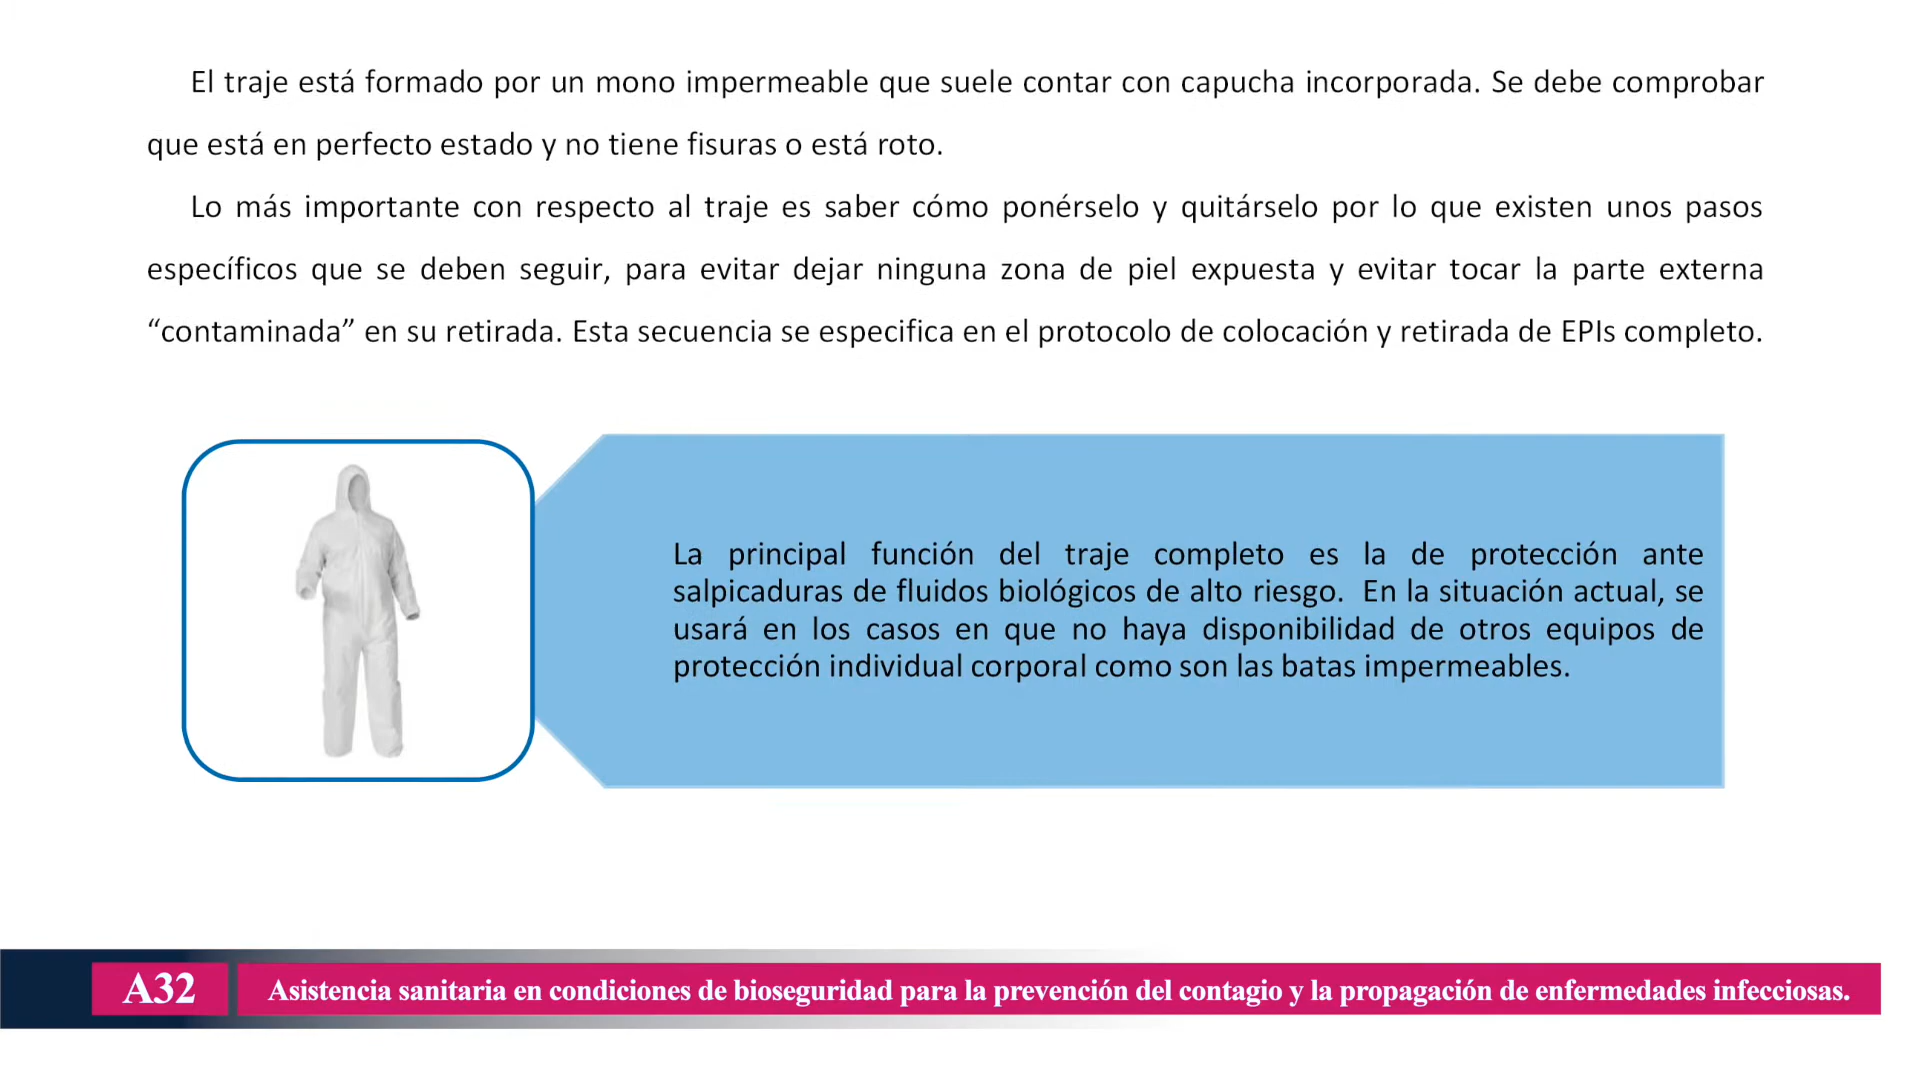 El traje está formado por un mono impermeable que suele contar con capucha incorporada. Se debe comprobar
que está en perfecto estado y no tiene fisuras o está roto.
Lo más importante con respecto al traje es saber cómo ponérselo y quitárselo por lo que existen unos pasos
específicos que se deben seguir, para evitar dejar ninguna zona de piel expuesta y evitar tocar la parte externa
“contaminada” en su retirada. Esta secuencia se especifica en el protocolo de colocación y retirada de EPIs completo.
La principal función del traje completo es la de protección ante
salpicaduras de fluidos biológicos de alto riesgo. En la situación actual, se
usará en los casos en que no haya disponibilidad de otros equipos de
protección individual corporal como son las batas impermeables.
A32
Asistencia sanitaria en condiciones de bioseguridad para la prevención del contagio y la propagación de enfermedades infecciosas.